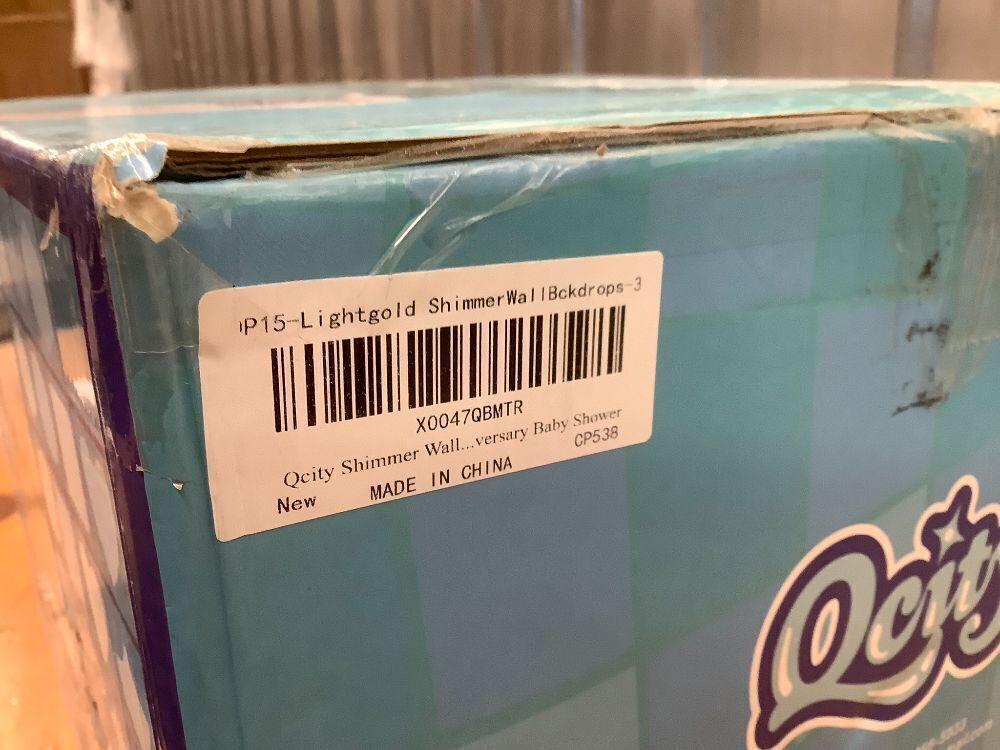 P15-Lightgold ShimmerWallBckdrops-3
X0047QBMTR
Qcity Shimmer Wall...versary Baby Shower
New MADE IN CHINA CP538
Qcity